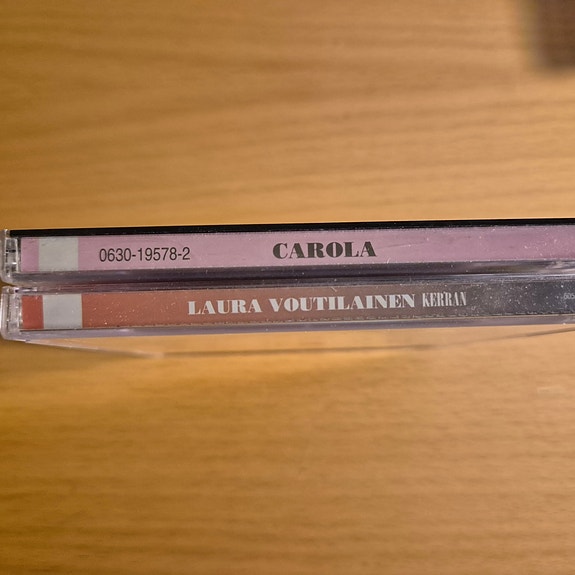 0630-19578-2 CAROLA
LAURA VOUTILAINEN KERRAN